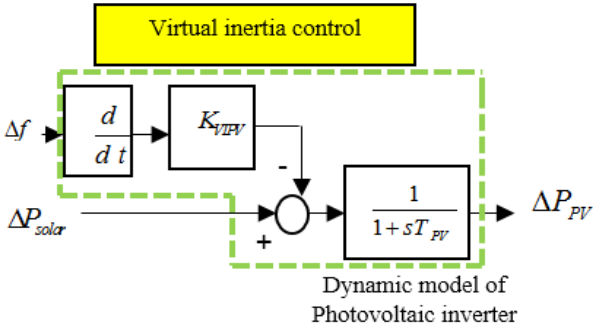 Virtual inertia control
Δf
d
d t
K_VIPV
-
ΔP_solar
+
1
1 + sT_PV
ΔP_PV
Dynamic model of
Photovoltaic inverter